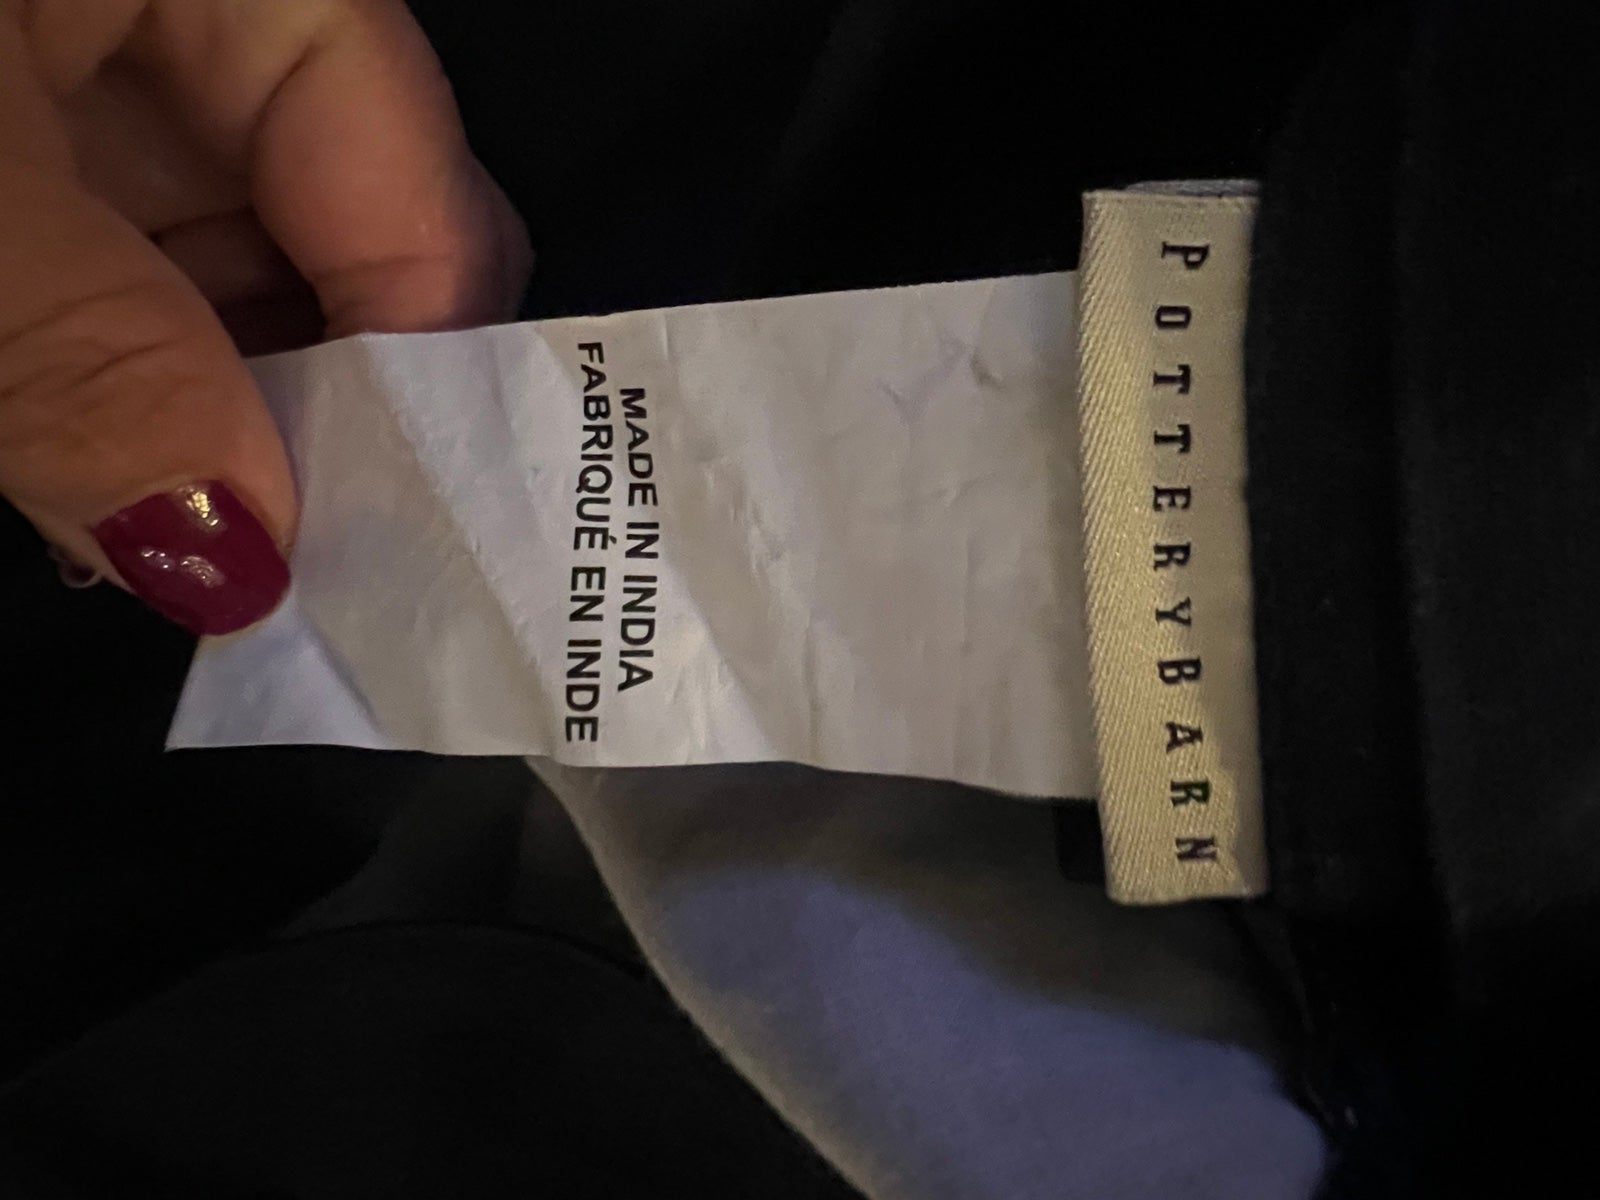 POTTERYBARN
MADE IN INDIA
FABRIQUÉ EN INDE